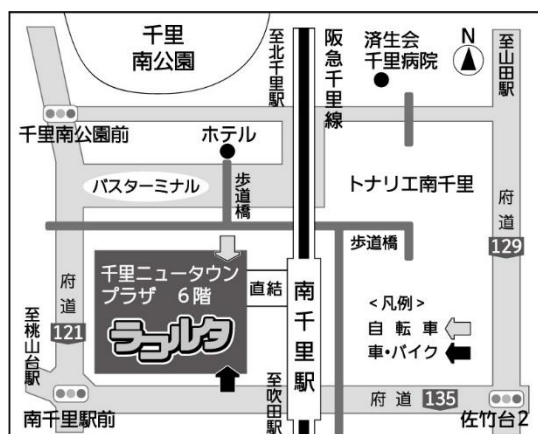 千里
南公園
至北千里駅
阪急千里線
済生会
千里病院
N
至山田駅
千里南公園前
ホテル
バスターミナル
歩道橋
トナリエ南千里
府道
129
歩道橋
千里ニュータウン
プラザ 6階
ラコルタ
直結
南千里駅
<凡例>
自転車
車・バイク
府道
121
至桃山台駅
南千里駅前
至吹田駅
府道 135
佐竹台2